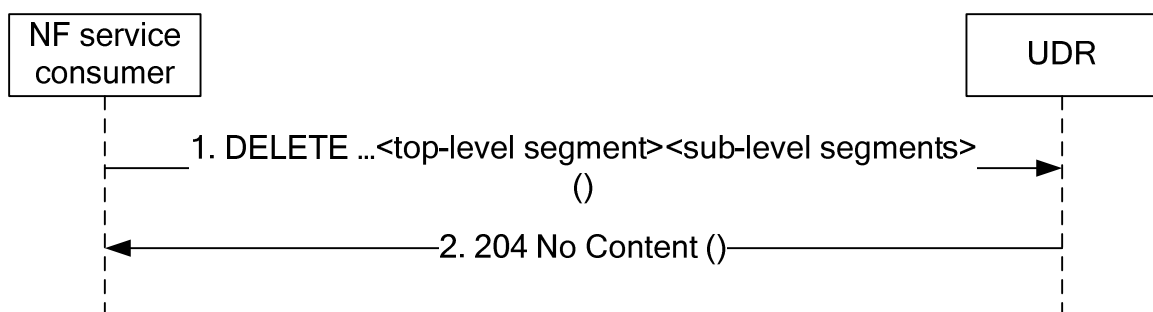 NF service
consumer
UDR
1. DELETE ...<top-level segment><sub-level segments>
()
2. 204 No Content ()